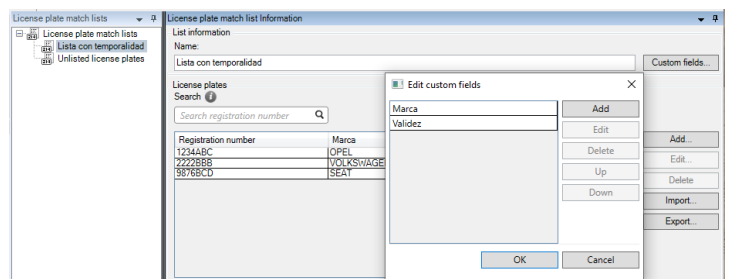 License plate match lists
License plate match lists
Lista con temporalidad
Unlisted license plates
License plate match list Information
List information
Name:
Lista con temporalidad
Custom fields...
License plates
Search
Search registration number
Registration number Marca
1234ABC OPEL
2222BBB VOLKSWAGE
9876BCD SEAT
Add...
Edit...
Delete
Import...
Export...
Edit custom fields
Marca
Validez
Add
Edit
Delete
Up
Down
OK
Cancel